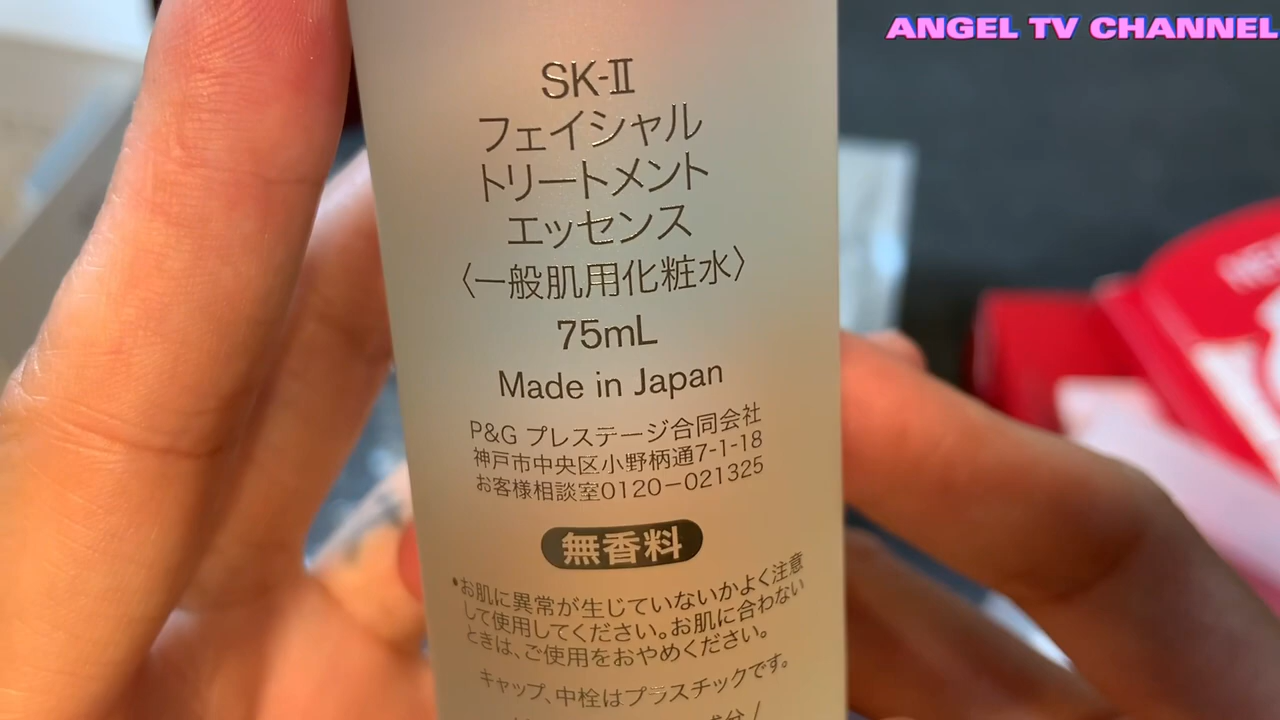 ANGEL TV CHANNEL
SK-Ⅱ
フェイシャル
トリートメント
エッセンス
〈一般肌用化粧水〉
75mL
Made in Japan
P&G プレステージ合同会社
神戸市中央区小野柄通7-1-18
お客様相談室0120-021325
無香料
•お肌に異常が生じていないかよく注意
して使用してください。お肌に合わない
ときは、ご使用をおやめください。
キャップ、中栓はプラスチックです。